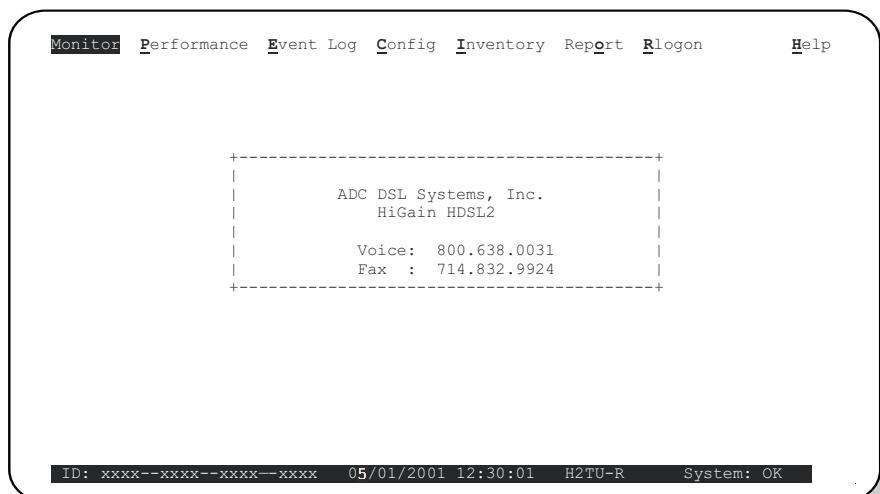 Monitor Performance Event Log Config Inventory Report Rlogon Help
+------------------------------------------+
ADC DSL Systems, Inc.
HiGain HDSL2
Voice: 800.638.0031
Fax : 714.832.9924
+------------------------------------------+
ID: xxxx--xxxx--xxxx--xxxx 05/01/2001 12:30:01 H2TU-R System: OK